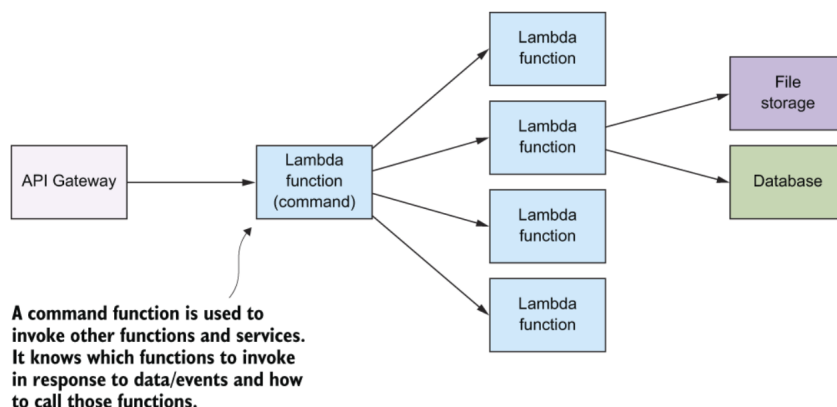 Lambda
function
File
storage
Lambda
function
API Gateway
Lambda
function
(command)
Database
Lambda
function
Lambda
function
A command function is used to
invoke other functions and services.
It knows which functions to invoke
in response to data/events and how
to call those functions.